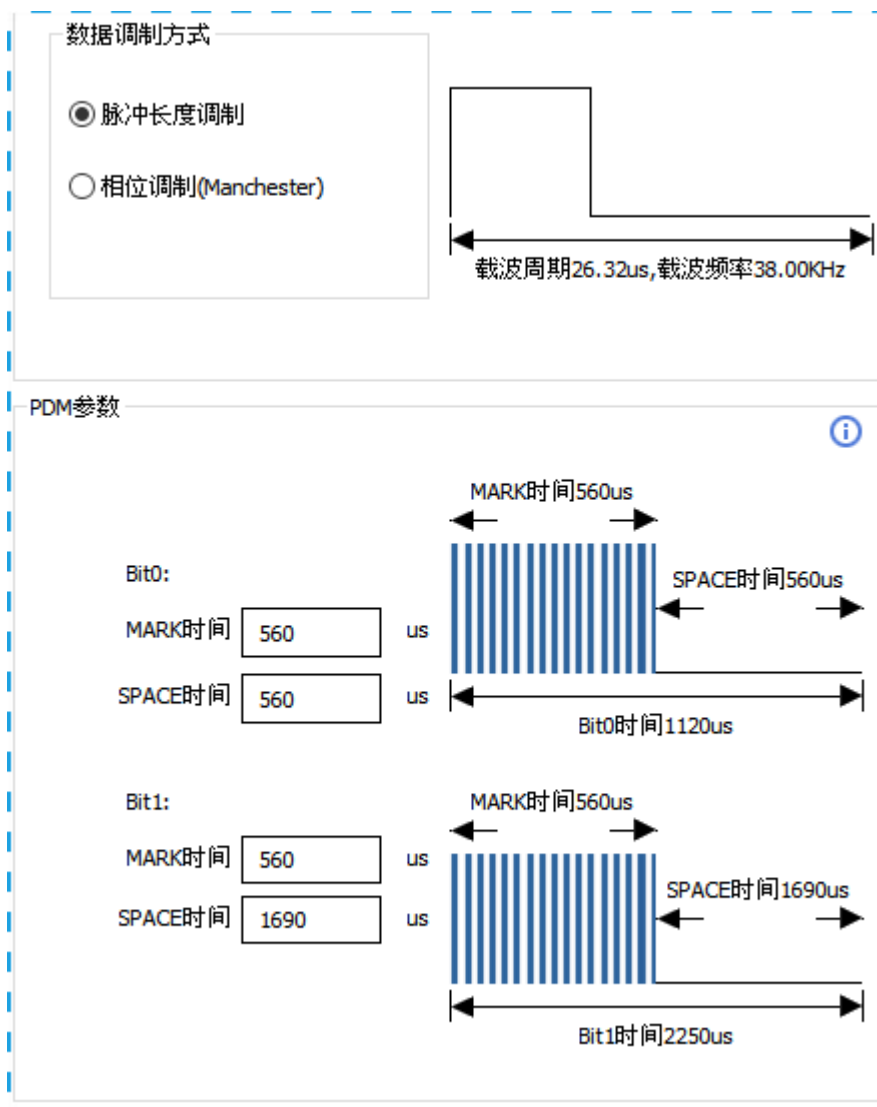 数据调制方式
脉冲长度调制
相位调制(Manchester)
载波周期26.32us,载波频率38.00KHz
PDM参数
MARK时间560us
Bit0:
SPACE时间560us
MARK时间 560 us
SPACE时间 560 us
Bit0时间1120us
Bit1:
MARK时间560us
MARK时间 560 us
SPACE时间1690us
SPACE时间 1690 us
Bit1时间2250us